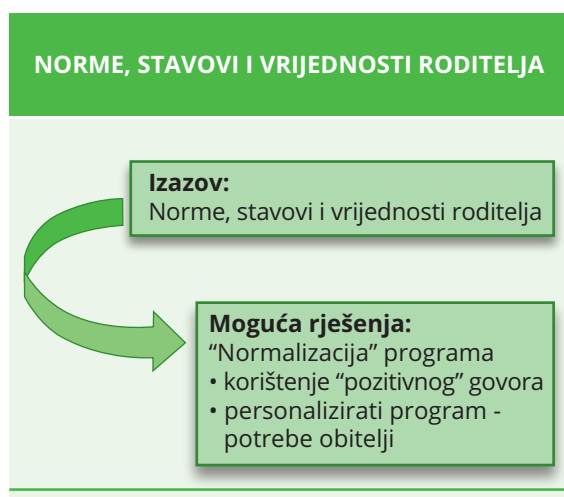 NORME, STAVOVI I VRIJEDNOSTI RODITELJA
Izazov:
Norme, stavovi i vrijednosti roditelja
Moguća rješenja:
“Normalizacija” programa
• korištenje “pozitivnog” govora
• personalizirati program -
potrebe obitelji